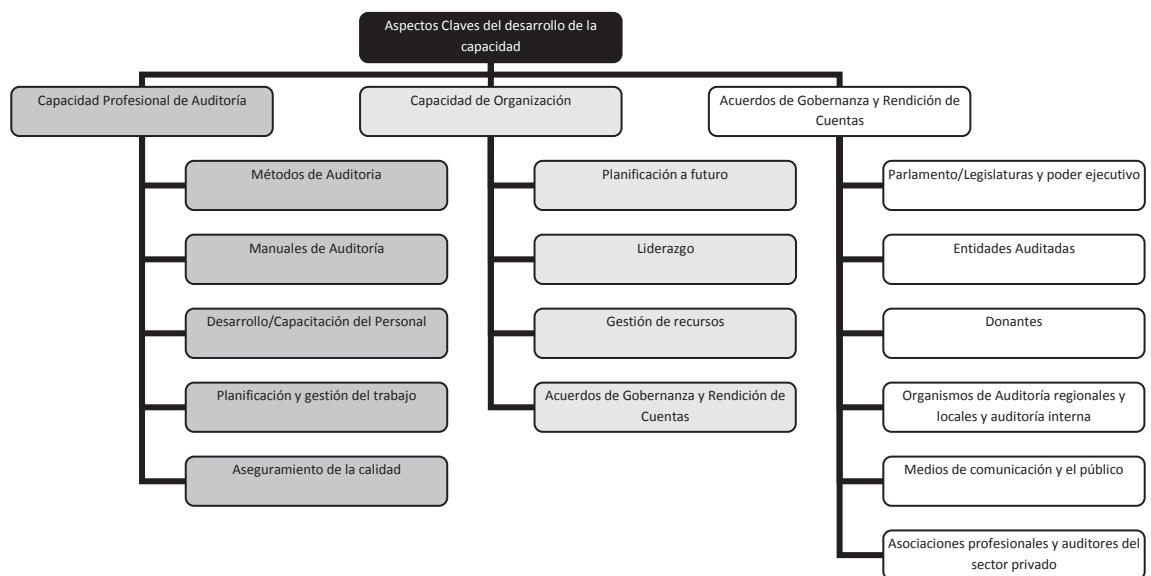 Aspectos Claves del desarrollo de la
capacidad
Capacidad Profesional de Auditoría
Métodos de Auditoria
Manuales de Auditoría
Desarrollo/Capacitación del Personal
Planificación y gestión del trabajo
Aseguramiento de la calidad
Capacidad de Organización
Planificación a futuro
Liderazgo
Gestión de recursos
Acuerdos de Gobernanza y Rendición de
Cuentas
Acuerdos de Gobernanza y Rendición de
Cuentas
Parlamento/Legislaturas y poder ejecutivo
Entidades Auditadas
Donantes
Organismos de Auditoría regionales y
locales y auditoría interna
Medios de comunicación y el público
Asociaciones profesionales y auditores del
sector privado